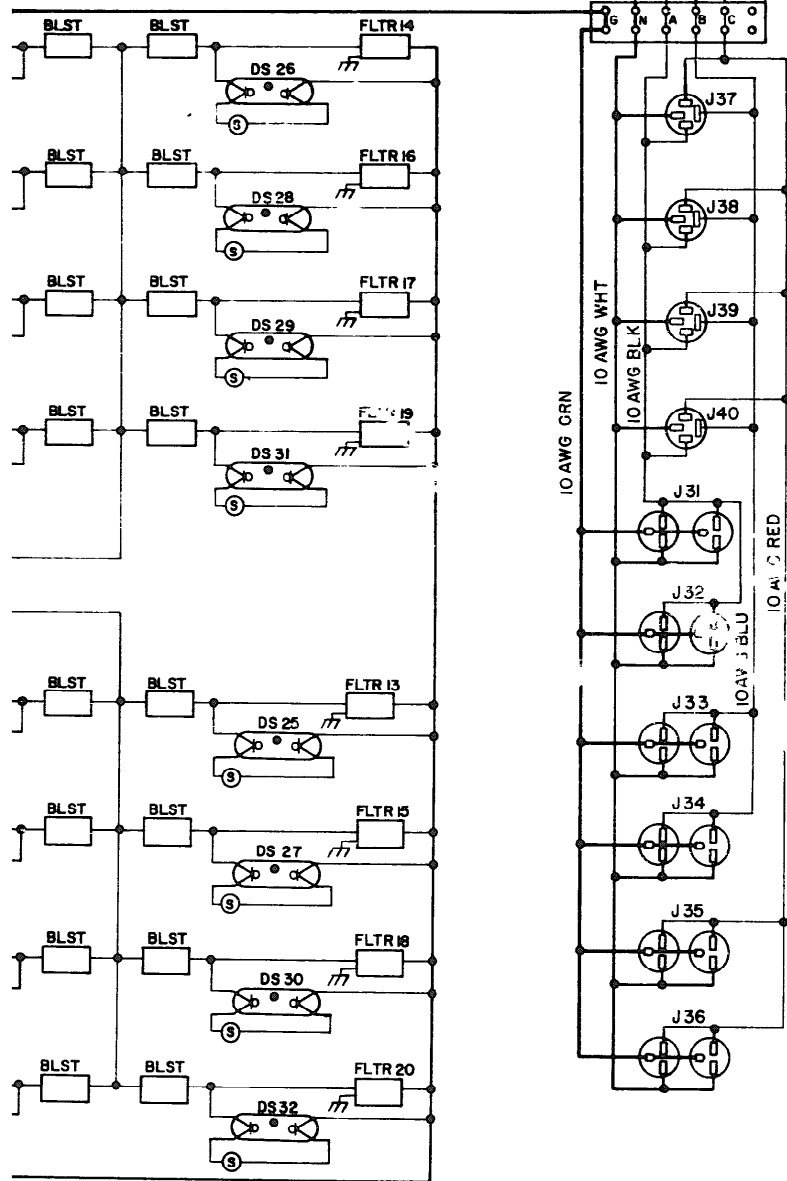 BLST BLST FLTR 14
DS 26
S
BLST BLST FLTR 16
DS 28
S
BLST BLST FLTR 17
DS 29
S
BLST BLST 19
DS 31
S
BLST BLST FLTR 13
DS 25
S
BLST BLST FLTR 15
DS 27
S
BLST BLST FLTR 18
DS 30
S
BLST BLST FLTR 20
DS 32
S
G N A B C
J37
J38
J39
J40
J31
J32
J33
J34
J35
J36
10 AWG GRN
10 AWG WHT
10 AWG BLK
BLU
RED